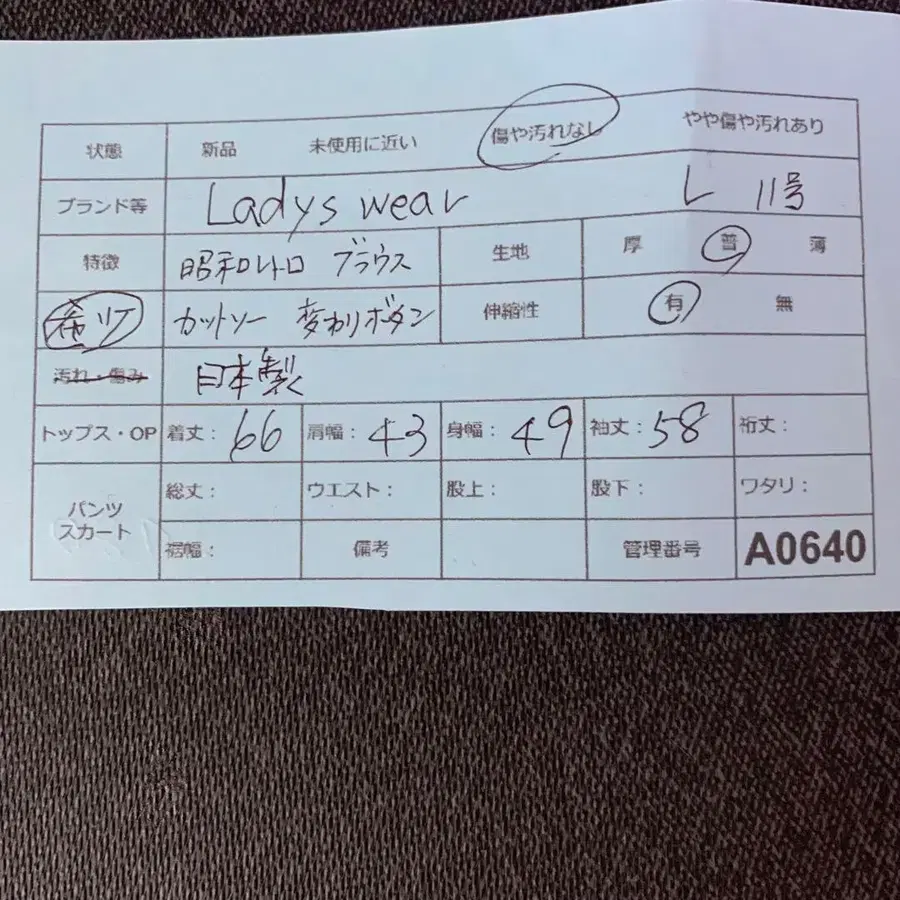 状態 新品 未使用に近い 傷や汚れなし やや傷や汚れあり
ブランド等 Ladys wear L 11号
特徴 昭和レトロ ブラウス 生地 厚 普 薄
カットソー 変わりボタン 伸縮性 有 無
汚れ・傷み 日本製
トップス・OP 着丈: 66 肩幅: 43 身幅: 49 袖丈: 58 裄丈:
パンツ スカート 総丈: ウエスト: 股上: 股下: ワタリ:
裾幅: 備考 管理番号 A0640